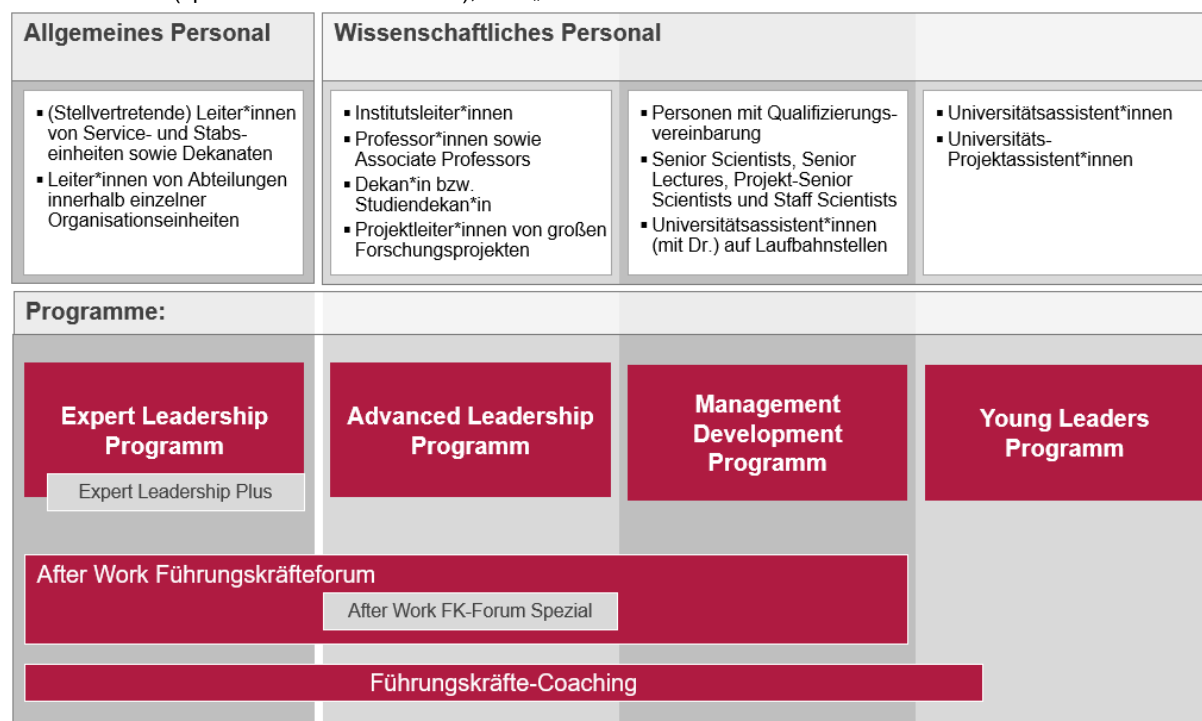 Allgemeines Personal
Wissenschaftliches Personal
▪ (Stellvertretende) Leiter*innen
von Service- und Stabs-
einheiten sowie Dekanaten
▪ Leiter*innen von Abteilungen
innerhalb einzelner
Organisationseinheiten
▪ Institutsleiter*innen
▪ Professor*innen sowie
Associate Professors
▪ Dekan*in bzw.
Studiendekan*in
▪ Projektleiter*innen von großen
Forschungsprojekten
▪ Personen mit Qualifizierungs-
vereinbarung
▪ Senior Scientists, Senior
Lectures, Projekt-Senior
Scientists und Staff Scientists
▪ Universitätsassistent*innen
(mit Dr.) auf Laufbahnstellen
▪ Universitätsassistent*innen
▪ Universitäts-
Projektassistent*innen
Programme:
Expert Leadership
Programm
Expert Leadership Plus
Advanced Leadership
Programm
Management
Development
Programm
Young Leaders
Programm
After Work Führungskräfteforum
After Work FK-Forum Spezial
Führungskräfte-Coaching